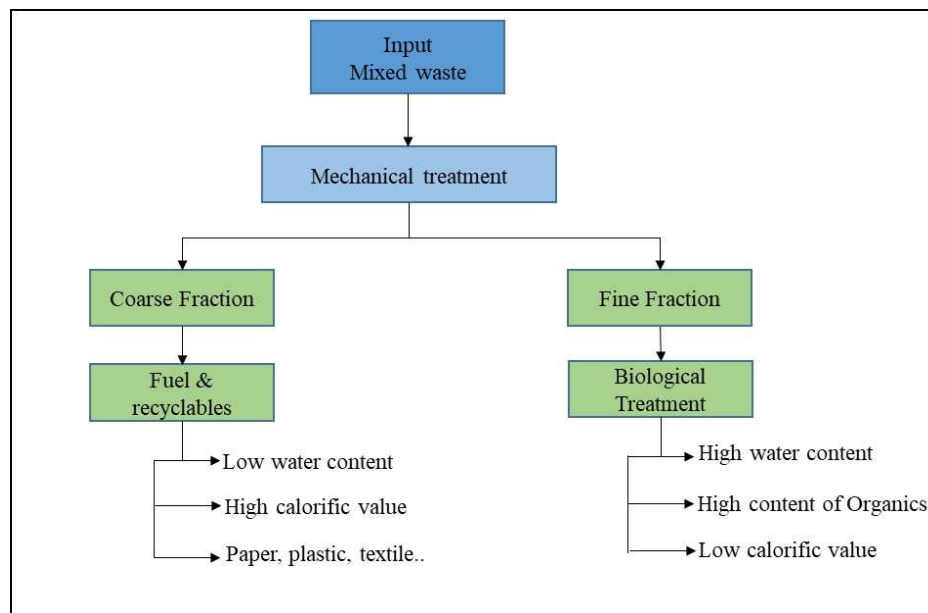 Input
Mixed waste
Mechanical treatment
Coarse Fraction
Fine Fraction
Fuel &
recyclables
Biological
Treatment
Low water content
High calorific value
Paper, plastic, textile..
High water content
High content of Organics
Low calorific value